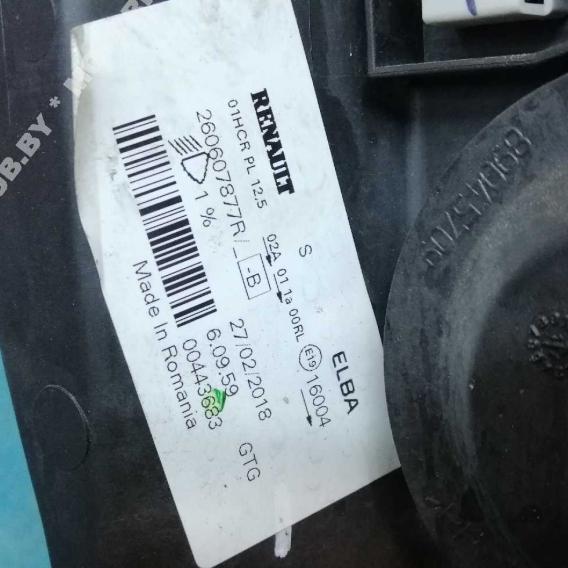 RENAULT S ELBA
01HCR PL 12.5 02A 01 1a 00RL E19 16004
260607877R _ -B 27/02/2018 GTG
1 % 6.09.59
00443683
Made In Romania
89045706